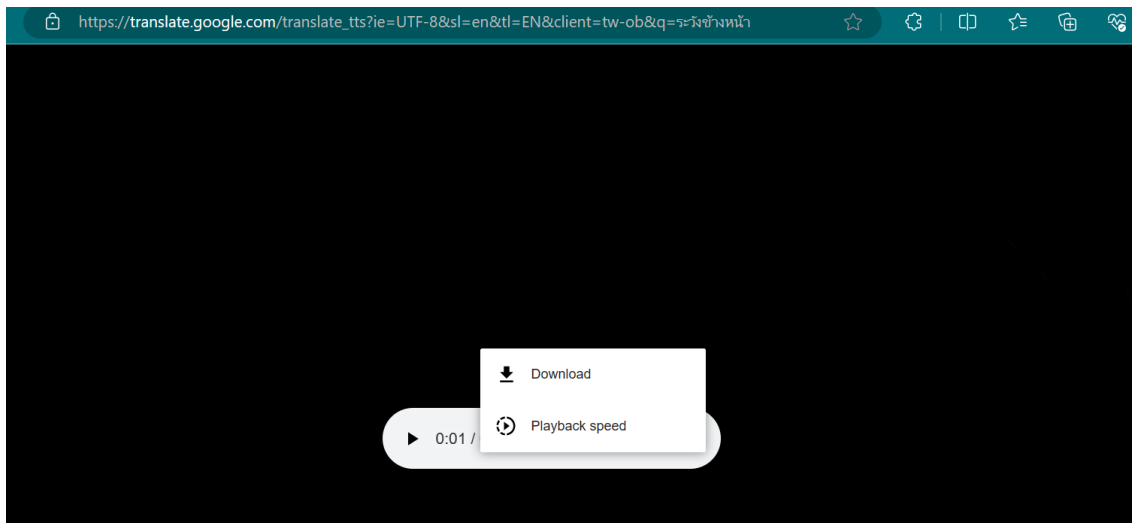 https://translate.google.com/translate_tts?ie=UTF-8&sl=en&tl=EN&client=tw-ob&q=ระวังข้างหน้า
Download
Playback speed
0:01 /